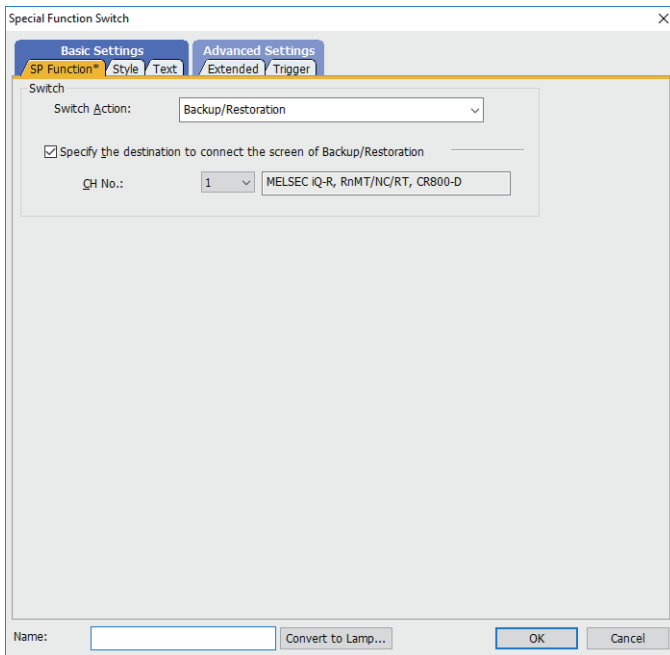 Special Function Switch
Basic Settings Advanced Settings
SP Function* Style Text Extended Trigger
Switch
Switch Action: Backup/Restoration
Specify the destination to connect the screen of Backup/Restoration
CH No.: 1 MELSEC iQ-R, RnMT/NC/RT, CR800-D
Name: Convert to Lamp... OK Cancel